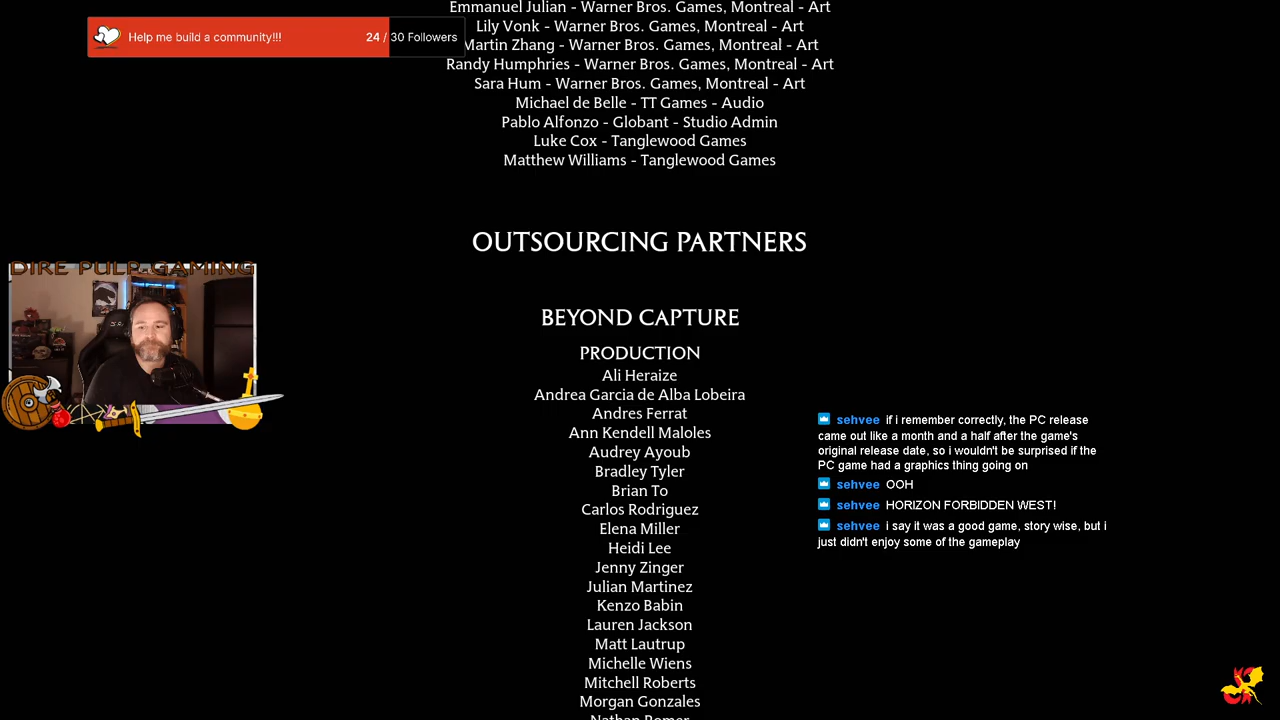 Emmanuel Julian - Warner Bros. Games, Montreal - Art
Lily Vonk - Warner Bros. Games, Montreal - Art
Help me build a community!!! 24 / 30 Followers
Martin Zhang - Warner Bros. Games, Montreal - Art
Randy Humphries - Warner Bros. Games, Montreal - Art
Sara Hum - Warner Bros. Games, Montreal - Art
Michael de Belle - TT Games - Audio
Pablo Alfonzo - Globant - Studio Admin
Luke Cox - Tanglewood Games
Matthew Williams - Tanglewood Games
OUTSOURCING PARTNERS
DIRE PULP GAMING
BEYOND CAPTURE
PRODUCTION
Ali Heraize
Andrea Garcia de Alba Lobeira
Andres Ferrat
Ann Kendell Maloles
Audrey Ayoub
Bradley Tyler
Brian To
Carlos Rodriguez
Elena Miller
Heidi Lee
Jenny Zinger
Julian Martinez
Kenzo Babin
Lauren Jackson
Matt Lautrup
Michelle Wiens
Mitchell Roberts
Morgan Gonzales
sehvee if i remember correctly, the PC release
came out like a month and a half after the game's
original release date, so i wouldn't be surprised if the
PC game had a graphics thing going on
sehvee OOH
sehvee HORIZON FORBIDDEN WEST!
sehvee i say it was a good game, story wise, but i
just didn't enjoy some of the gameplay